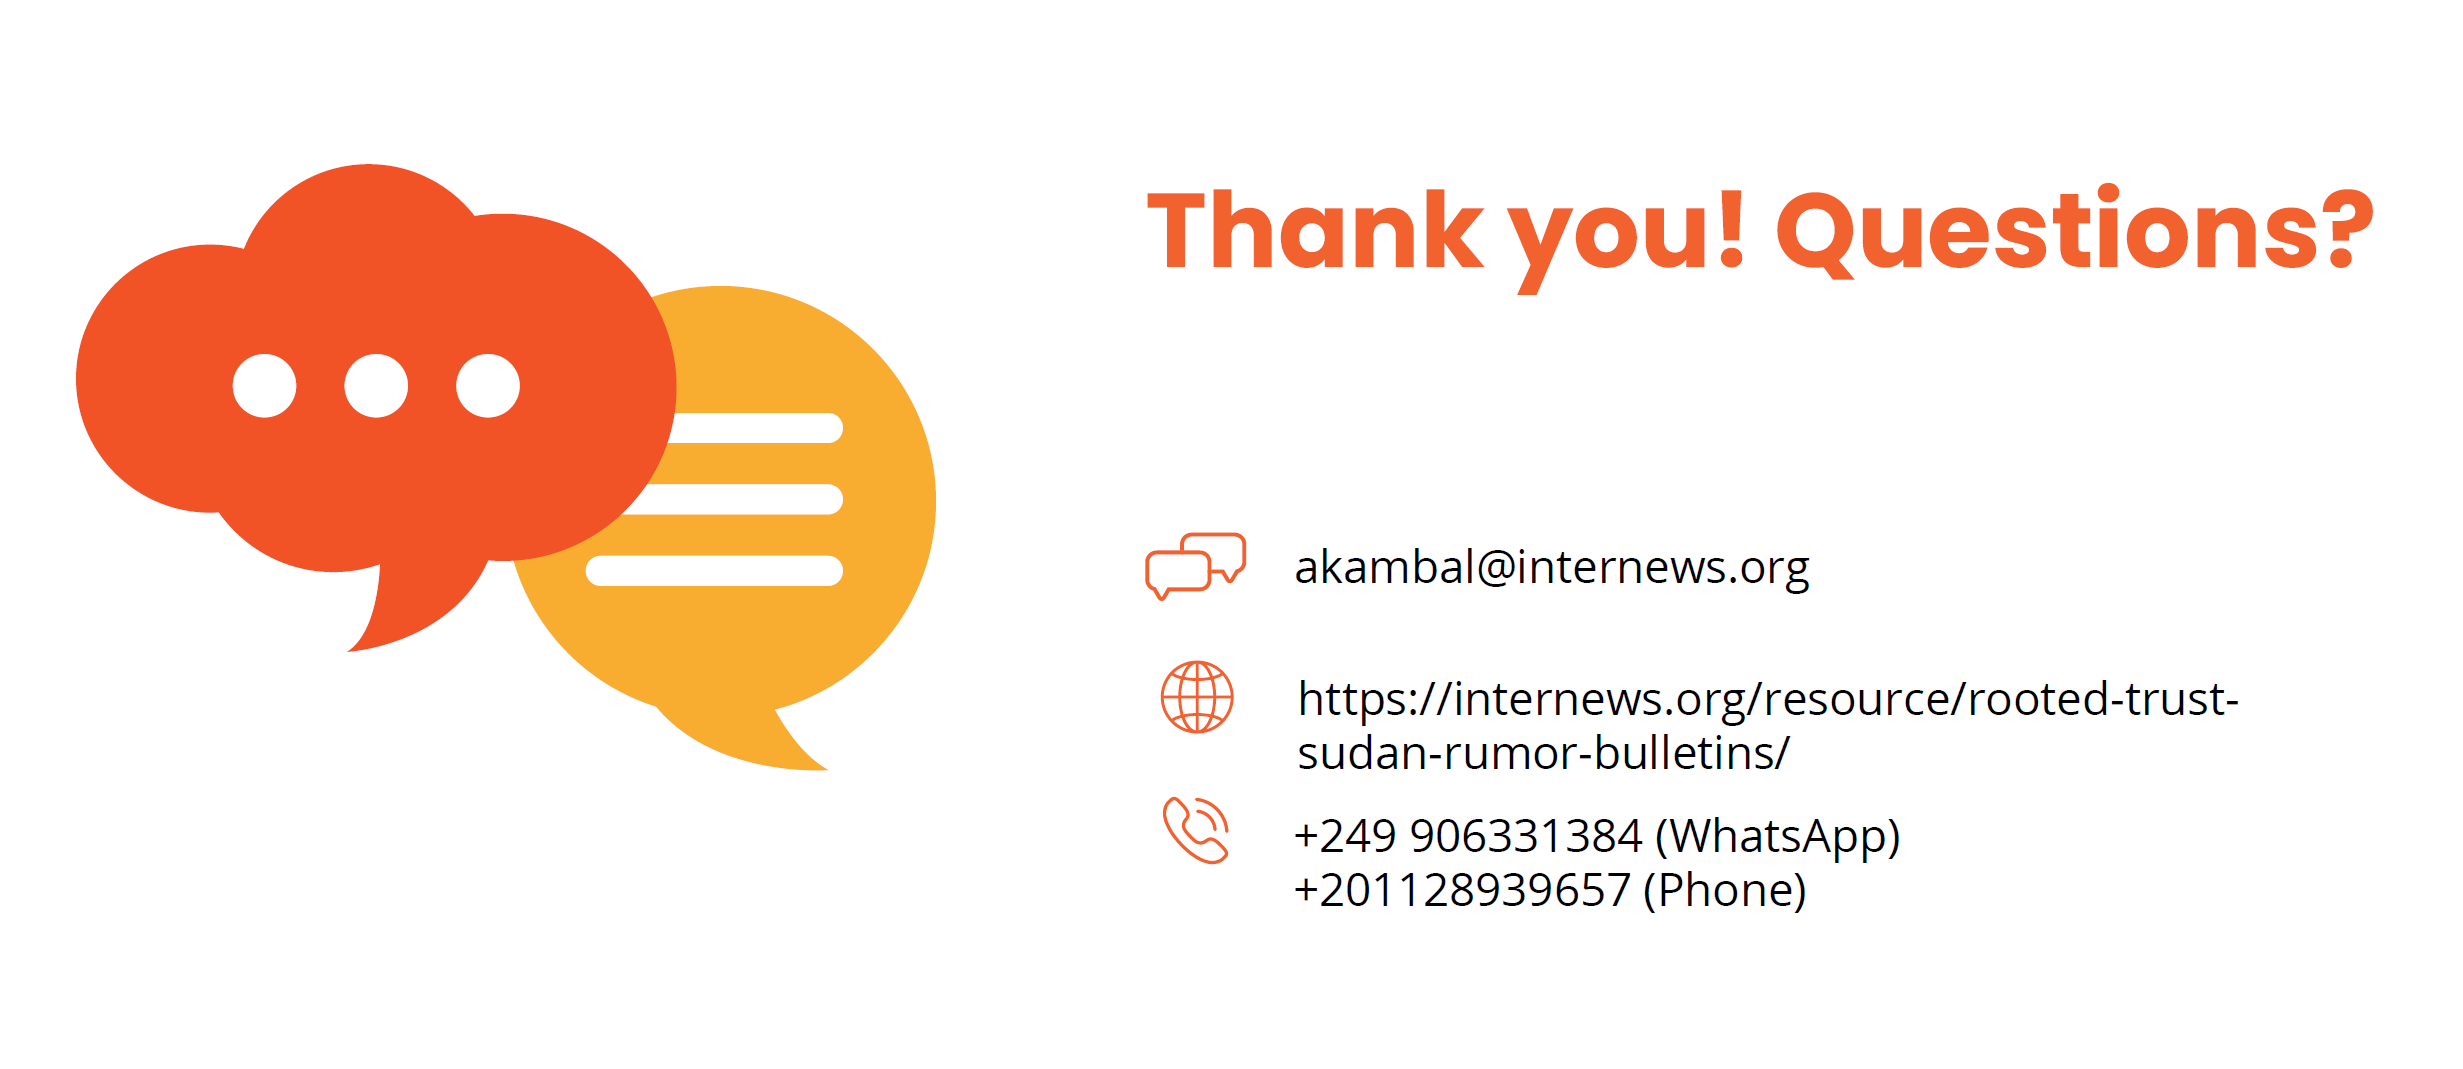 Thank you! Questions?
akambal@internews.org
https://internews.org/resource/rooted-trust-
sudan-rumor-bulletins/
+249 906331384 (WhatsApp)
+201128939657 (Phone)